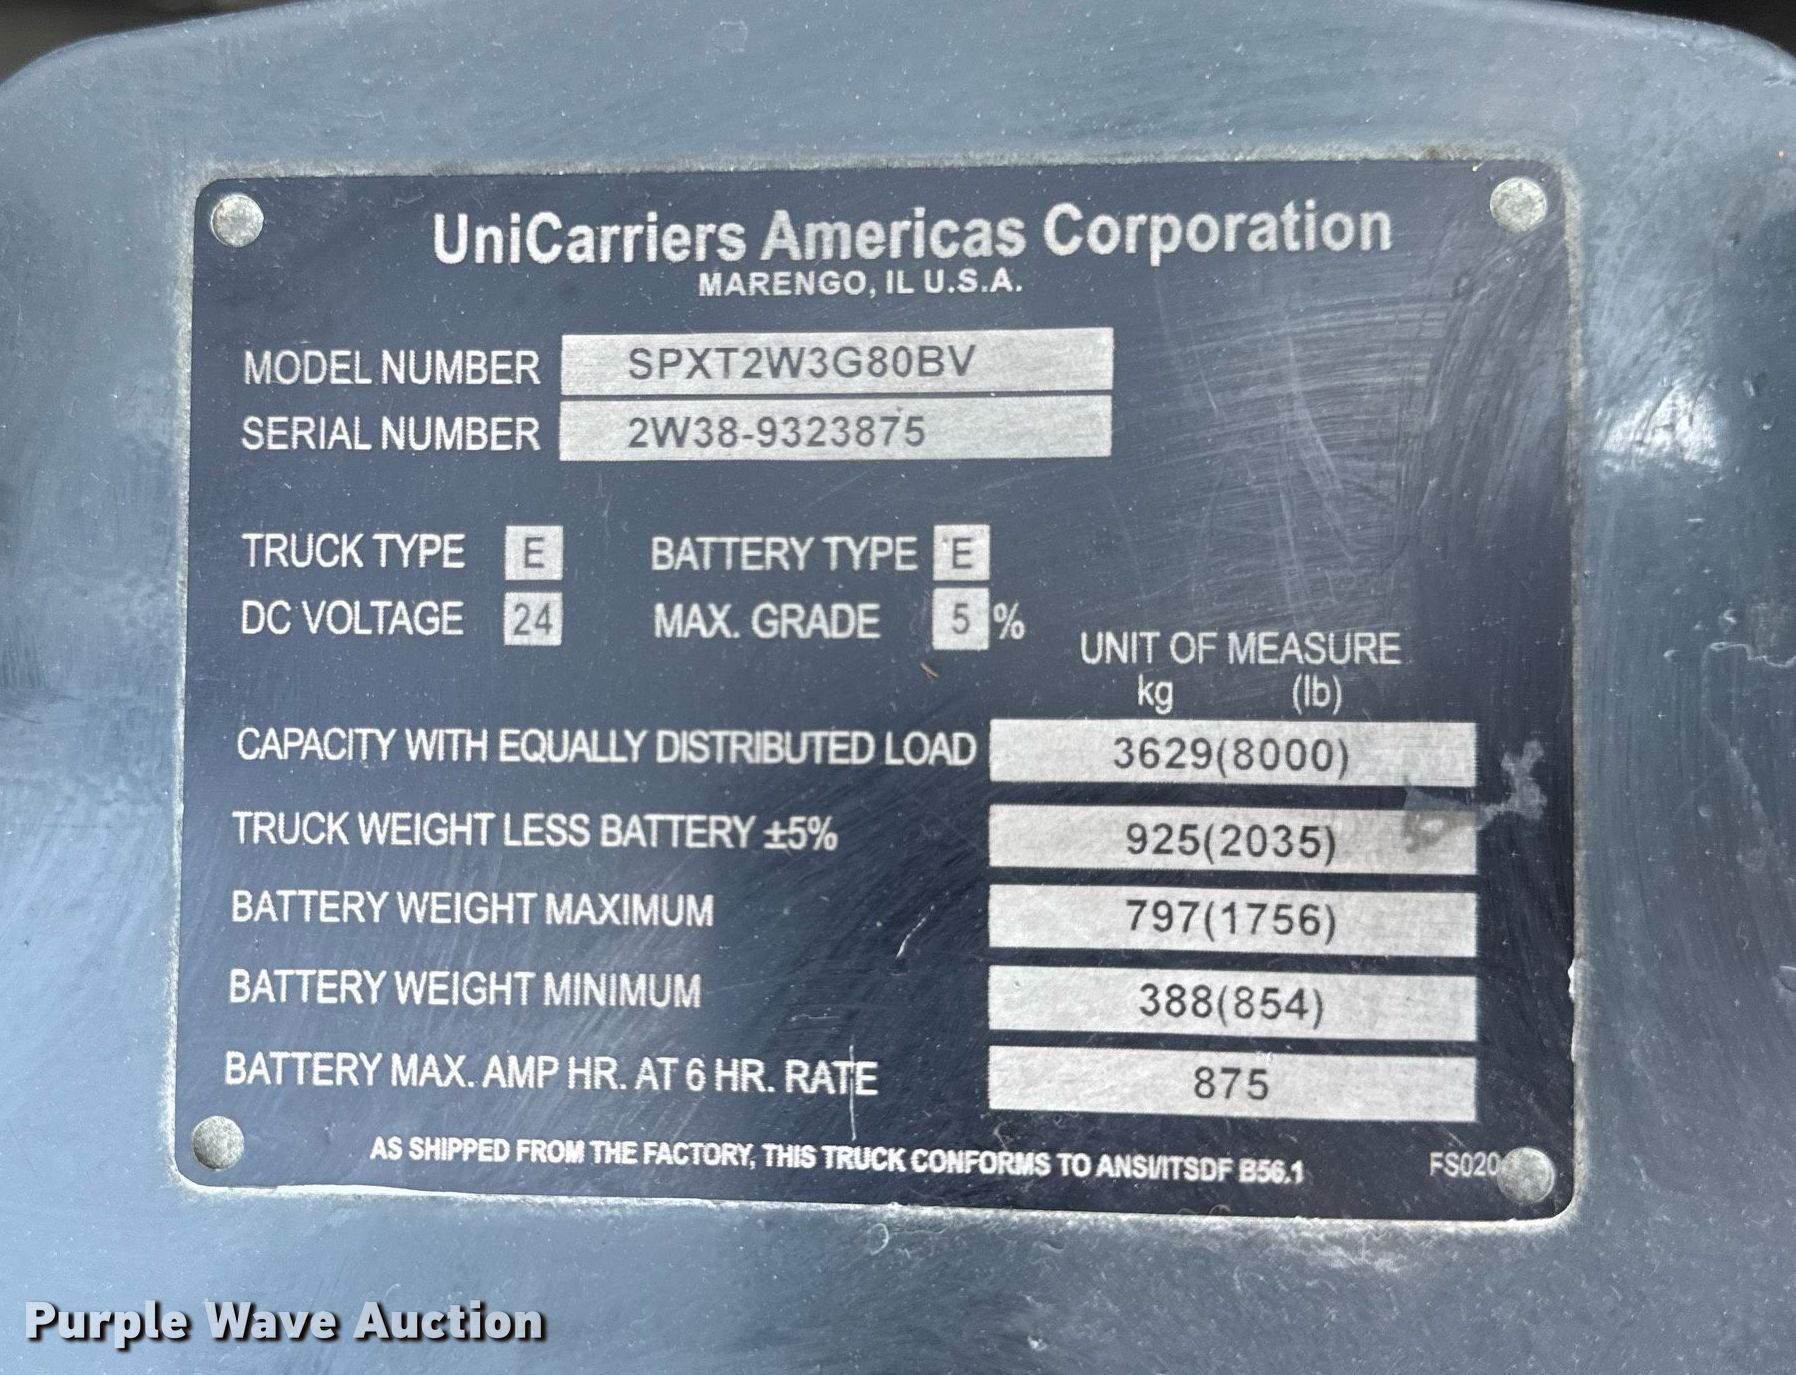 UniCarriers Americas Corporation
MARENGO, IL U.S.A.
MODEL NUMBER SPXT2W3G80BV
SERIAL NUMBER 2W38-9323875
TRUCK TYPE E BATTERY TYPE E
DC VOLTAGE 24 MAX. GRADE 5 %
UNIT OF MEASURE
kg (lb)
CAPACITY WITH EQUALLY DISTRIBUTED LOAD 3629(8000)
TRUCK WEIGHT LESS BATTERY ±5% 925(2035)
BATTERY WEIGHT MAXIMUM 797(1756)
BATTERY WEIGHT MINIMUM 388(854)
BATTERY MAX. AMP HR. AT 6 HR. RATE 875
AS SHIPPED FROM THE FACTORY, THIS TRUCK CONFORMS TO ANSI/ITSDF B56.1
Purple Wave Auction